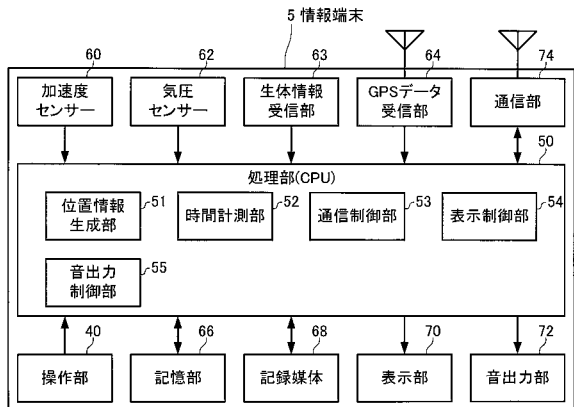 5 情報端末
60
62
63
64
74
加速度
センサー
気圧
センサー
生体情報
受信部
GPSデータ
受信部
通信部
50
処理部(CPU)
位置情報
生成部
51
時間計測部
52
通信制御部
53
表示制御部
54
音出力
制御部
55
40
66
68
70
72
操作部
記憶部
記録媒体
表示部
音出力部